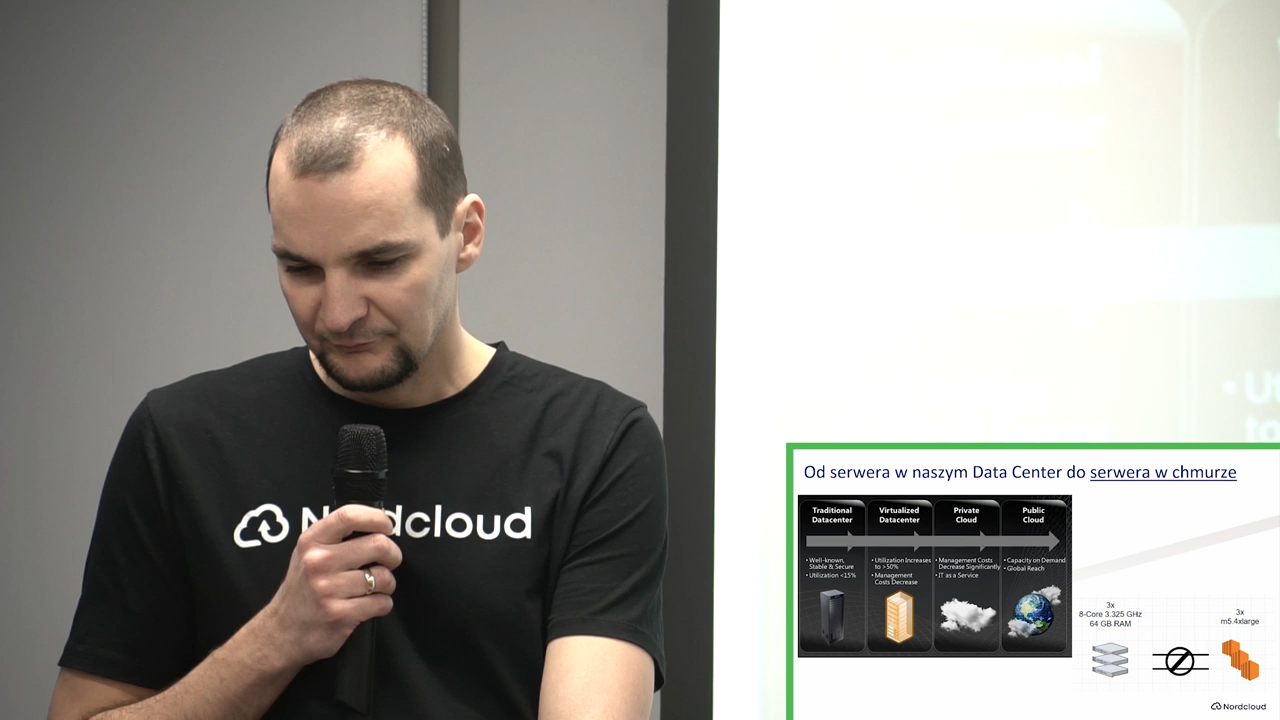 Nordcloud
Od serwera w naszym Data Center do serwera w chmurze
Traditional
Datacenter
• Well-known,
Stable & Secure
• Utilization <15%
Virtualized
Datacenter
• Utilization Increases
to >50%
• Management
Costs Decrease
Private
Cloud
• Management Costs
Decrease Significantly
• IT as a Service
Public
Cloud
• Capacity on Demand
• Global Reach
3x
8-Core 3.325 GHz
64 GB RAM
3x
m5.4xlarge
Nordcloud